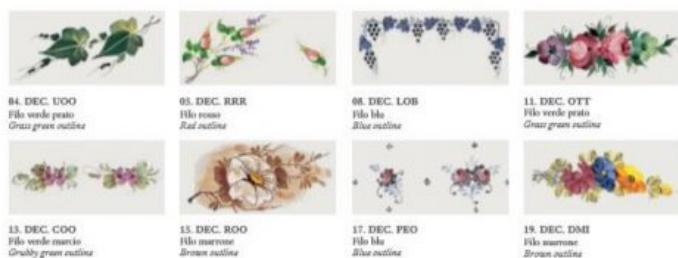 04. DEC. UOO
Filo verde prato
Grass green outline
05. DEC. RRR
Filo rosso
Red outline
08. DEC. LOB
Filo blu
Blue outline
11. DEC. OTT
Filo verde prato
Grass green outline
13. DEC. COO
Filo verde marcio
Grubby green outline
15. DEC. ROO
Filo marrone
Brown outline
17. DEC. PEO
Filo blu
Blue outline
19. DEC. DMI
Filo marrone
Brown outline